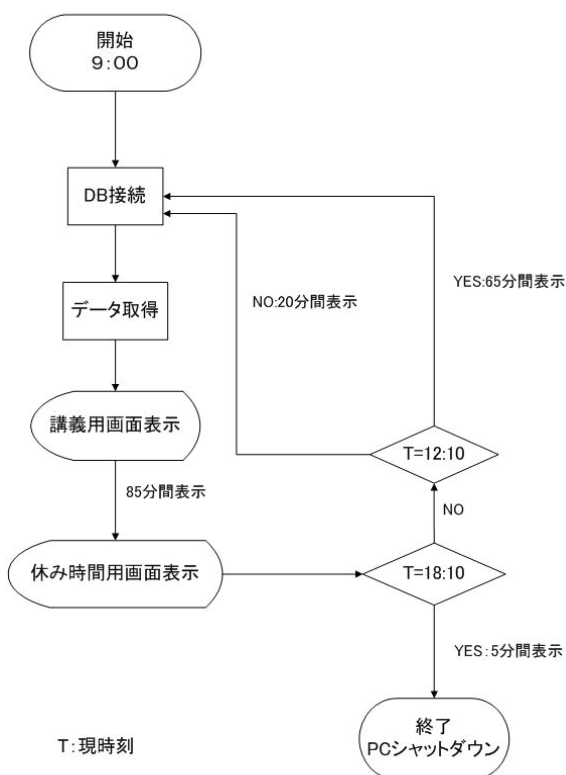 開始
9:00
DB接続
データ取得
講義用画面表示
85分間表示
休み時間用画面表示
T=18:10
NO
T=12:10
NO:20分間表示
YES:65分間表示
YES:5分間表示
終了
PCシャットダウン
T:現時刻